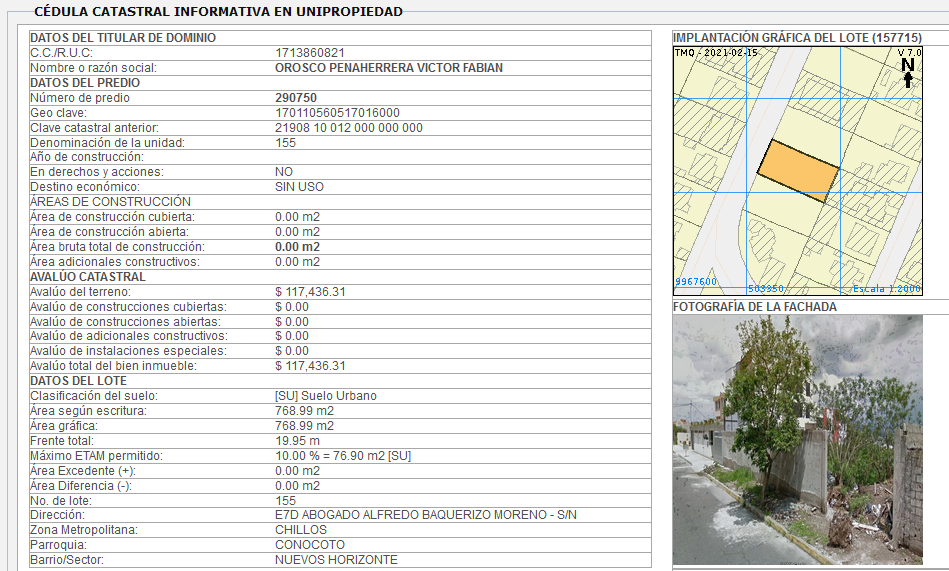 CÉDULA CATASTRAL INFORMATIVA EN UNIPROPIEDAD
DATOS DEL TITULAR DE DOMINIO
C.C./R.U.C: 1713860821
Nombre o razón social: OROSCO PENAHERRERA VICTOR FABIAN
DATOS DEL PREDIO
Número de predio 290750
Geo clave: 170110560517016000
Clave catastral anterior: 21908 10 012 000 000 000
Denominación de la unidad: 155
Año de construcción:
En derechos y acciones: NO
Destino económico: SIN USO
ÁREAS DE CONSTRUCCIÓN
Área de construcción cubierta: 0.00 m2
Área de construcción abierta: 0.00 m2
Área bruta total de construcción: 0.00 m2
Área adicionales constructivos: 0.00 m2
AVALÚO CATASTRAL
Avalúo del terreno: $ 117,436.31
Avalúo de construcciones cubiertas: $ 0.00
Avalúo de construcciones abiertas: $ 0.00
Avalúo de adicionales constructivos: $ 0.00
Avalúo de instalaciones especiales: $ 0.00
Avalúo total del bien inmueble: $ 117,436.31
DATOS DEL LOTE
Clasificación del suelo: [SU] Suelo Urbano
Área según escritura: 768.99 m2
Área gráfica: 768.99 m2
Frente total: 19.95 m
Máximo ETAM permitido: 10.00 % = 76.90 m2 [SU]
Área Excedente (+): 0.00 m2
Área Diferencia (-): 0.00 m2
No. de lote: 155
Dirección: E7D ABOGADO ALFREDO BAQUERIZO MORENO - S/N
Zona Metropolitana: CHILLOS
Parroquia: CONOCOTO
Barrio/Sector: NUEVOS HORIZONTE
IMPLANTACIÓN GRÁFICA DEL LOTE (157715)
TMQ - 2021-02-15 V 7.0
N
9967600
503350 Escala 1:2000
FOTOGRAFÍA DE LA FACHADA